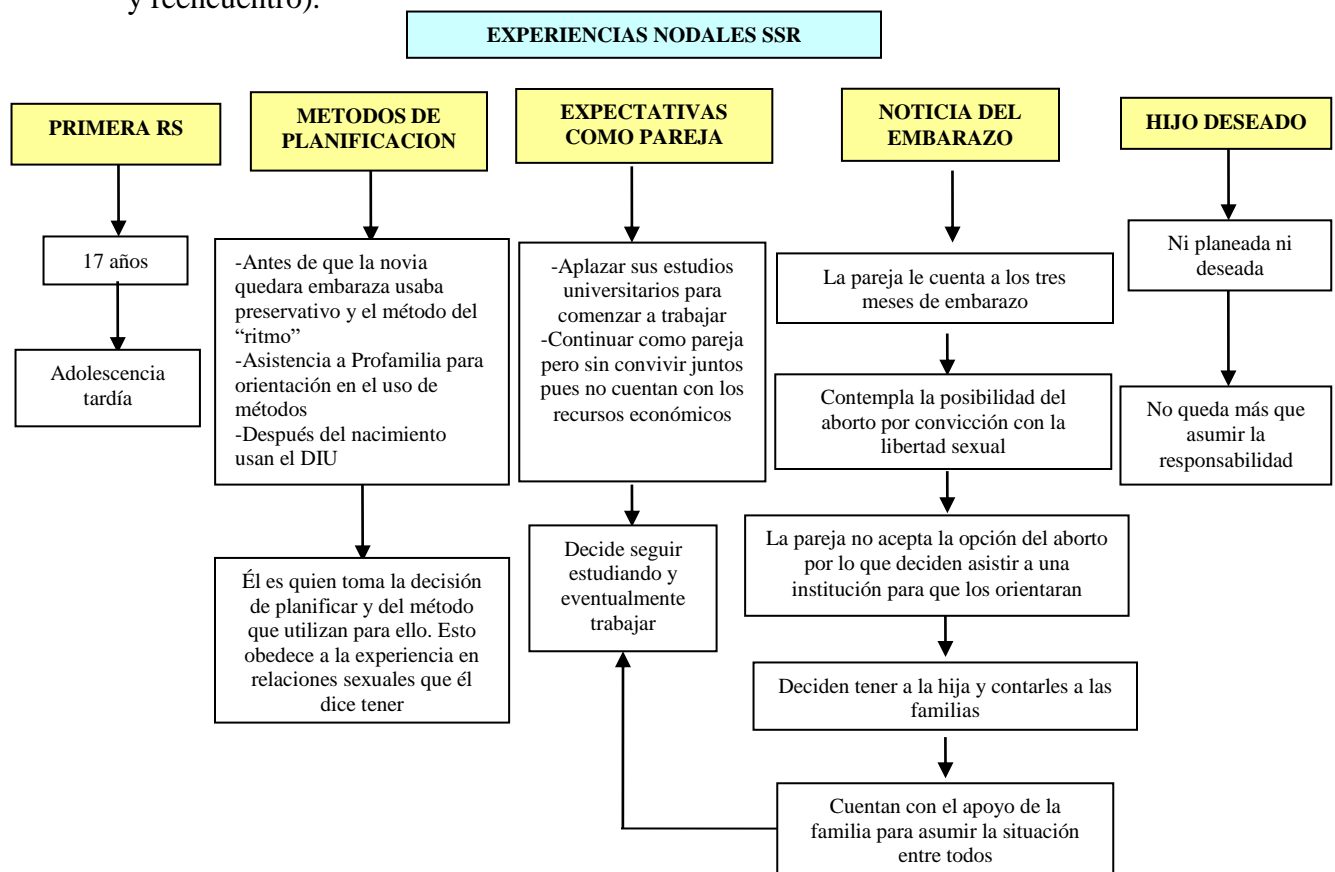 y reencuentro).
EXPERIENCIAS NODALES SSR
PRIMERA RS
17 años
Adolescencia
tardía
METODOS DE
PLANIFICACION
-Antes de que la novia
quedara embaraza usaba
preservativo y el método del
“ritmo”
-Asistencia a Profamilia para
orientación en el uso de
métodos
-Después del nacimiento
usan el DIU
Él es quien toma la decisión
de planificar y del método
que utilizan para ello. Esto
obedece a la experiencia en
relaciones sexuales que él
dice tener
EXPECTATIVAS
COMO PAREJA
-Aplazar sus estudios
universitarios para
comenzar a trabajar
-Continuar como pareja
pero sin convivir juntos
pues no cuentan con los
recursos económicos
Decide seguir
estudiando y
eventualmente
trabajar
NOTICIA DEL
EMBARAZO
La pareja le cuenta a los tres
meses de embarazo
Contempla la posibilidad del
aborto por convicción con la
libertad sexual
La pareja no acepta la opción del aborto
por lo que deciden asistir a una
institución para que los orientaran
Deciden tener a la hija y contarles a las
familias
Cuentan con el apoyo de la
familia para asumir la situación
entre todos
HIJO DESEADO
Ni planeada ni
deseada
No queda más que
asumir la
responsabilidad